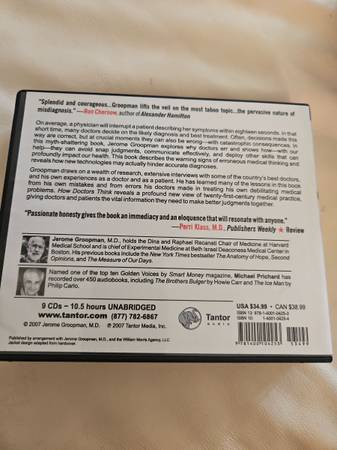 "Splendid and courageous...Groopman lifts the veil on the most taboo topic...the pervasive nature of
misdiagnosis." —Ron Chernow, author of Alexander Hamilton
On average, a physician will interrupt a patient describing her symptoms within eighteen seconds. In that
short time, many doctors decide on the likely diagnosis and best treatment. Often, decisions made this
way are correct, but at crucial moments they can also be wrong—with catastrophic consequences. In
this myth-shattering book, Jerome Groopman explores why doctors err and shows how—with our
help—they can avoid snap judgments, communicate effectively, and deploy other skills that can
profoundly impact our health. This book describes the warning signs of erroneous medical thinking and
reveals how new technologies may actually hinder accurate diagnoses.
Groopman draws on a wealth of research, extensive interviews with some of the country's best doctors,
and his own experiences as a doctor and as a patient. He has learned many of the lessons in this book
from his own mistakes and from errors his doctors made in treating his own debilitating medical
problems. How Doctors Think reveals a profound new view of twenty-first-century medical practice,
giving doctors and patients the vital information they need to make better judgments together.
"Passionate honesty gives the book an immediacy and an eloquence that will resonate with anyone."
—Perri Klass, M.D., Publishers Weekly ★ Review
Jerome Groopman, M.D., holds the Dina and Raphael Recanati Chair of Medicine at Harvard
Medical School and is chief of Experimental Medicine at Beth Israel Deaconess Medical Center in
Boston. His previous books include the New York Times bestseller The Anatomy of Hope, Second
Opinions, and The Measure of Our Days.
Named one of the top ten Golden Voices by Smart Money magazine, Michael Prichard has
recorded over 450 audiobooks, including The Brothers Bulger by Howie Carr and The Ice Man by
Philip Carlo.
9 CDs – 10.5 hours UNABRIDGED
www.tantor.com (877) 782-6867
© 2007 Jerome Groopman, M.D. ℗ 2007 Tantor Media, Inc.
Published by arrangement with Jerome Groopman, M.D., and the William Morris Agency, LLC
Jacket design adapted from hardcover.
Tantor
AUDIO
USA $34.99 • CAN $38.99